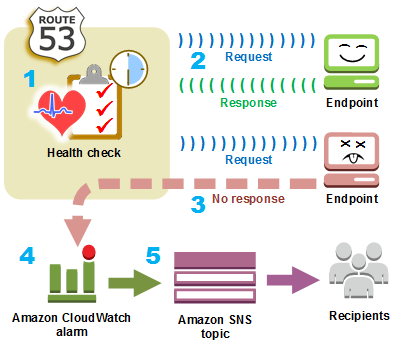 ROUTE
53
1
2
Request
Response
Endpoint
Health check
Request
3
No response
Endpoint
4
5
Amazon CloudWatch
alarm
Amazon SNS
topic
Recipients